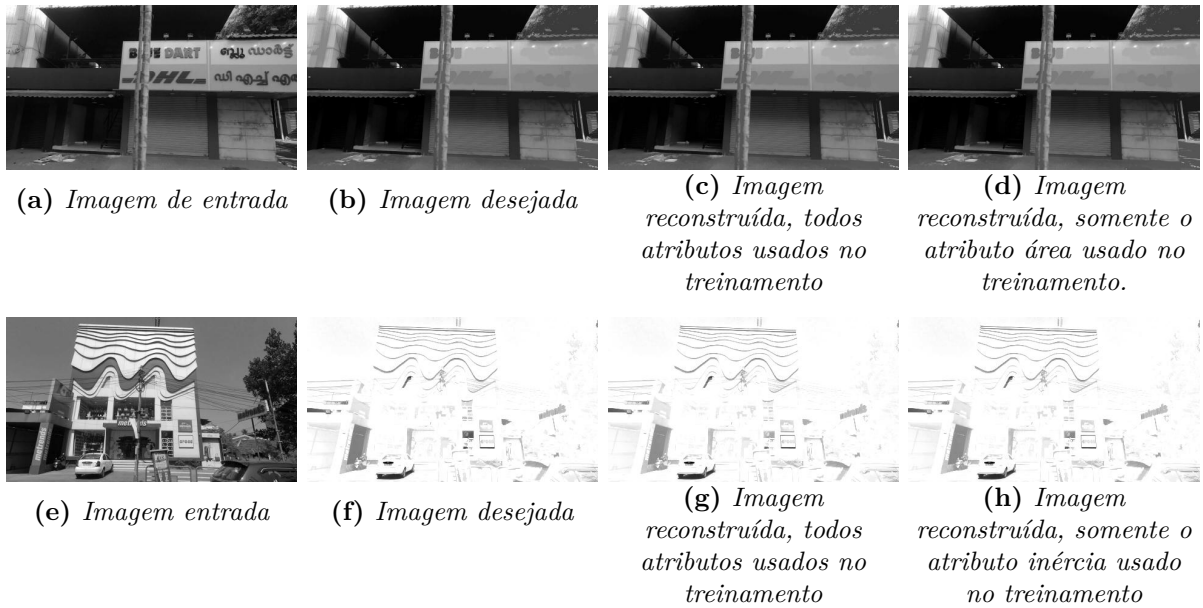 BLUE DART ബ്ലൂ ഡാർട്ട്
DHL
(a) Imagem de entrada
(b) Imagem desejada
(c) Imagem
reconstruída, todos
atributos usados no
treinamento
(d) Imagem
reconstruída, somente o
atributo área usado no
treinamento.
(e) Imagem entrada
(f) Imagem desejada
(g) Imagem
reconstruída, todos
atributos usados no
treinamento
(h) Imagem
reconstruída, somente o
atributo inércia usado
no treinamento